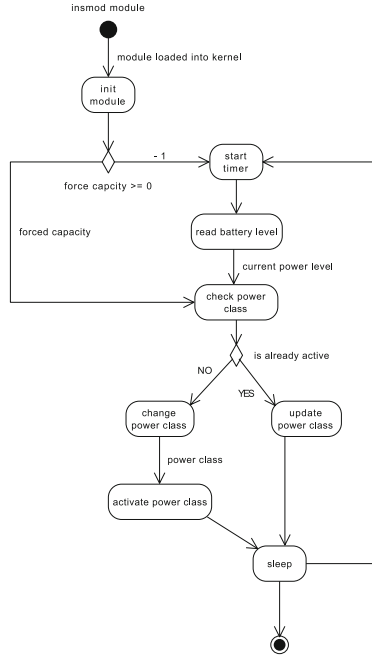 insmod module
module loaded into kernel
init
module
- 1
start
timer
force capcity >= 0
forced capacity
read battery level
current power level
check power
class
is already active
NO
YES
change
power class
update
power class
power class
activate power class
sleep